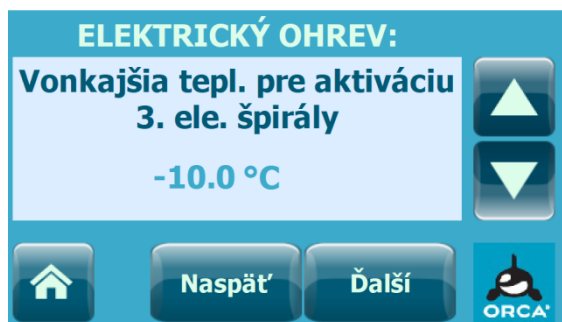 ELEKTRICKÝ OHREV:
Vonkajšia tepl. pre aktiváciu
3. ele. špirály
-10.0 °C
Naspäť
Ďalší
ORCA